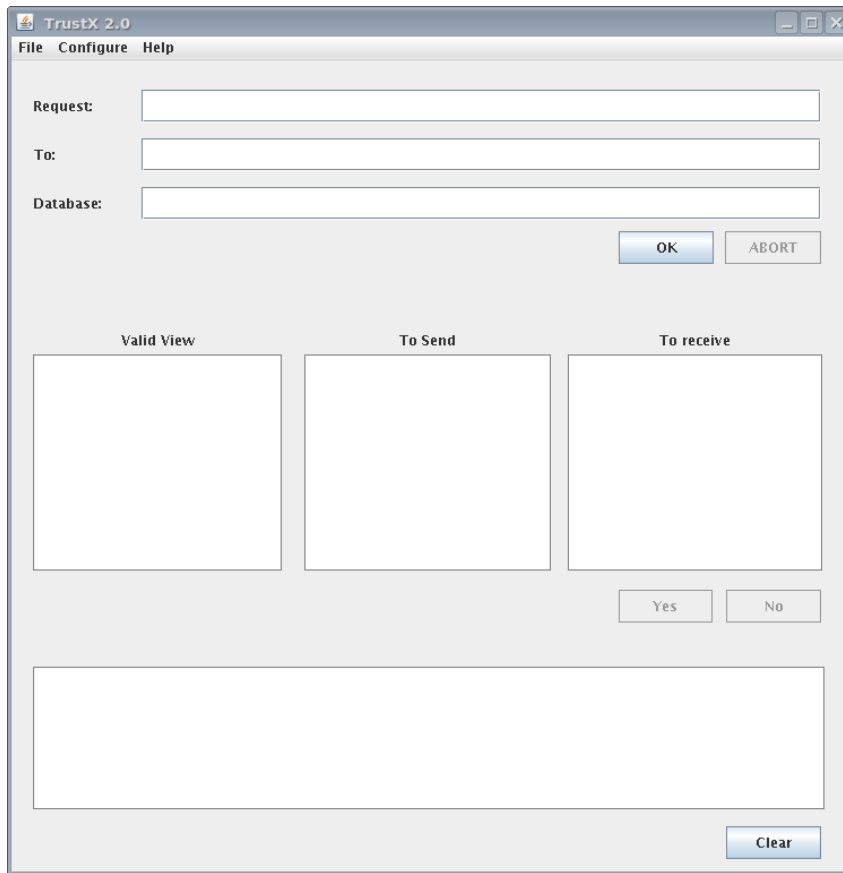 TrustX 2.0
File Configure Help
Request:
To:
Database:
OK ABORT
Valid View To Send To receive
Yes No
Clear